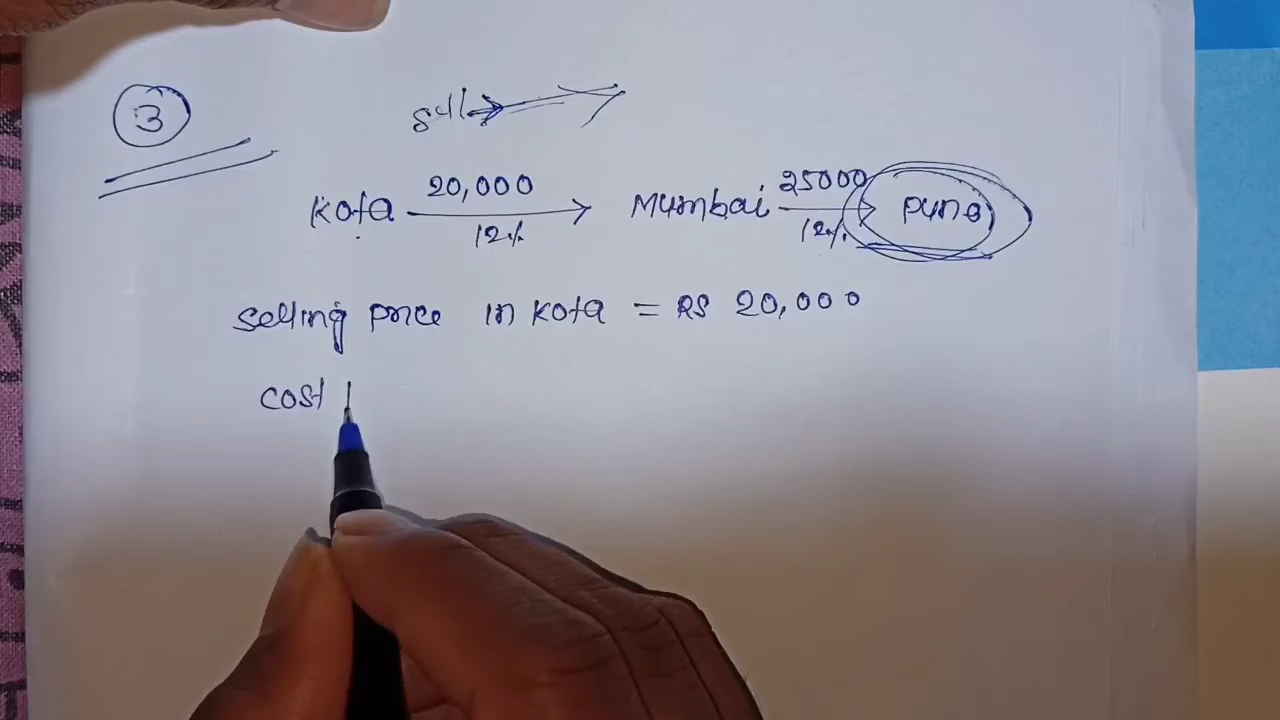 3
sell
20,000 25000
Kota Mumbai Pune
12% 12%
selling price in Kota = RS 20,000
cost